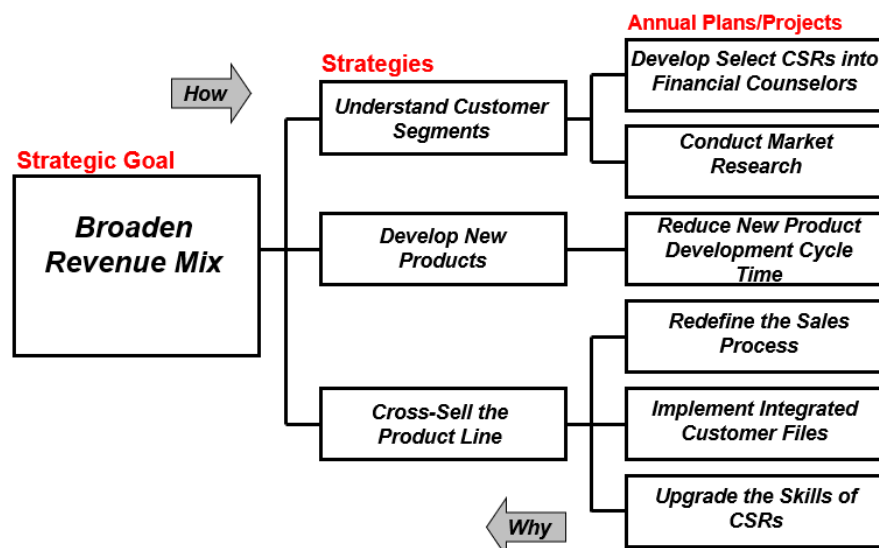 Annual Plans/Projects
Strategies
How
Develop Select CSRs into
Financial Counselors
Understand Customer
Segments
Conduct Market
Research
Strategic Goal
Broaden
Revenue Mix
Develop New
Products
Reduce New Product
Development Cycle
Time
Redefine the Sales
Process
Cross-Sell the
Product Line
Implement Integrated
Customer Files
Upgrade the Skills of
CSRs
Why